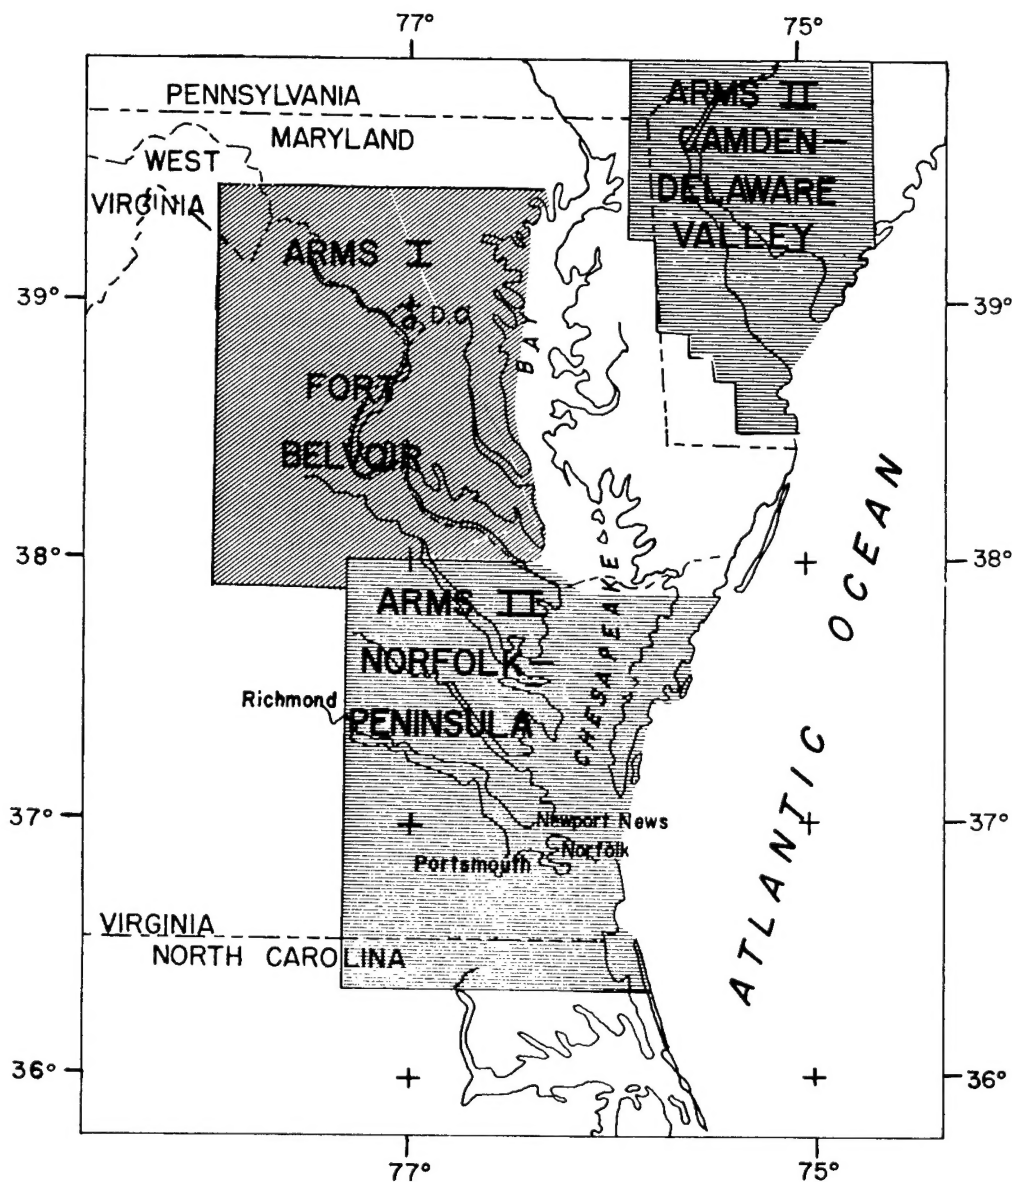 77°
75°
PENNSYLVANIA
MARYLAND
WEST
VIRGINIA
ARMS II
CAMDEN—
DELAWARE
VALLEY
ARMS I
39°
39°
D.C.
FORT
BELVOIR
BAY
38°
38°
ARMS II
NORFOLK—
PENINSULA
CHESAPEAKE
Richmond
ATLANTIC OCEAN
37°
37°
Newport News
Norfolk
Portsmouth
VIRGINIA
NORTH CAROLINA
36°
36°
77°
75°